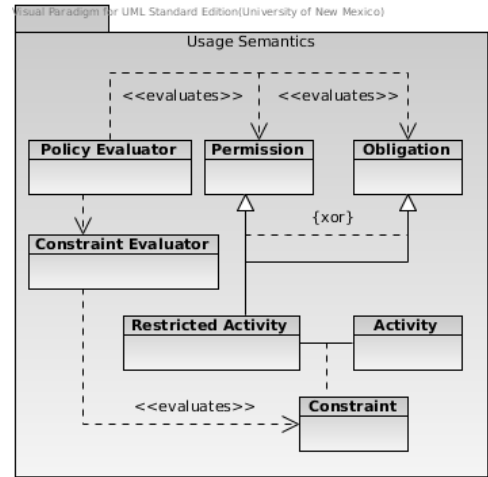 Visual Paradigm for UML Standard Edition(University of New Mexico)
Usage Semantics
<<evaluates>> <<evaluates>>
Policy Evaluator Permission Obligation
{xor}
Constraint Evaluator
Restricted Activity Activity
<<evaluates>> Constraint